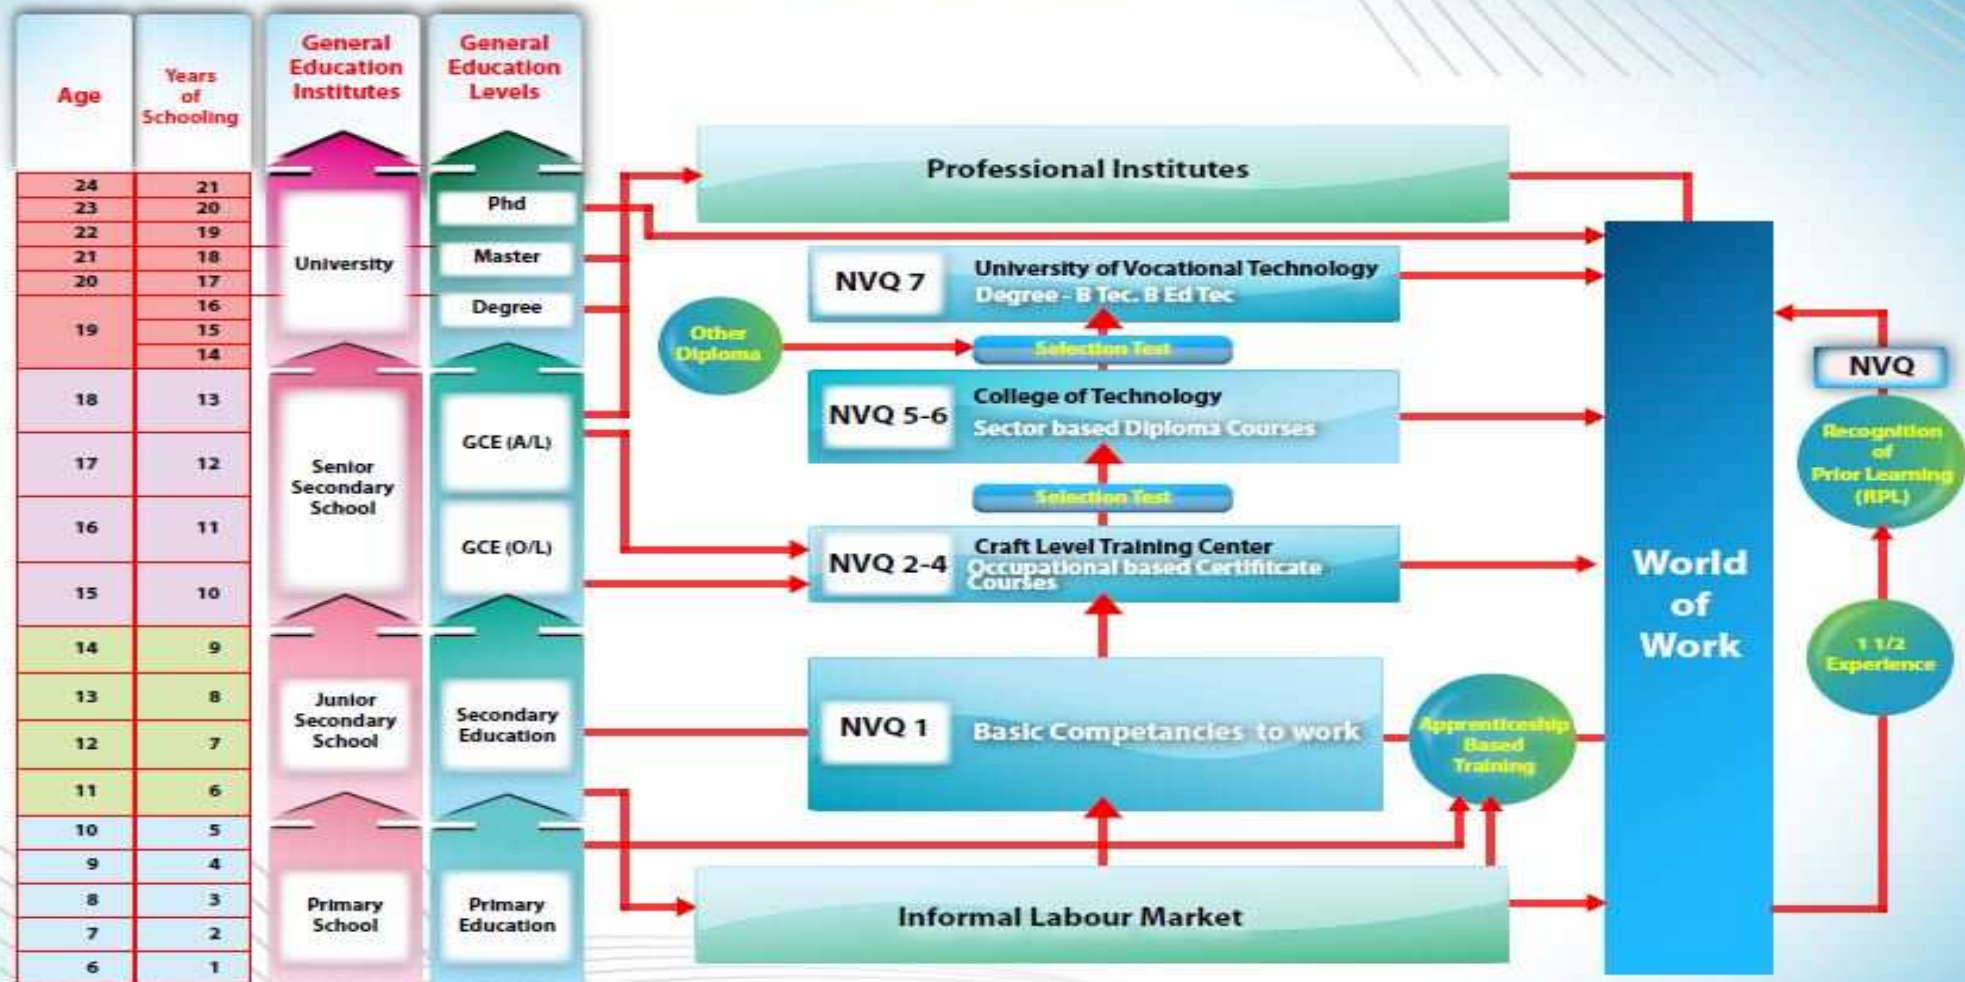 Age
Years
of
Schooling
General
Education
Institutes
General
Education
Levels
24 21
23 20
22 19
21 18
20 17
19
16
15
14
18 13
17 12
16 11
15 10
14 9
13 8
12 7
11 6
10 5
9 4
8 3
7 2
6 1
University
Senior
Secondary
School
Junior
Secondary
School
Primary
School
Phd
Master
Degree
GCE (A/L)
GCE (O/L)
Secondary
Education
Primary
Education
Professional Institutes
NVQ 7
University of Vocational Technology
Degree - B Tec. B Ed Tec
Other
Diploma
Selection Test
NVQ 5-6
College of Technology
Sector based Diploma Courses
Selection Test
NVQ 2-4
Craft Level Training Center
Occupational based Certifitcate
Courses
NVQ 1
Basic Competancies to work
Apprenticeship
Based
Training
Informal Labour Market
World
of
Work
NVQ
Recognition
of
Prior Learning
(RPL)
1 1/2
Experience